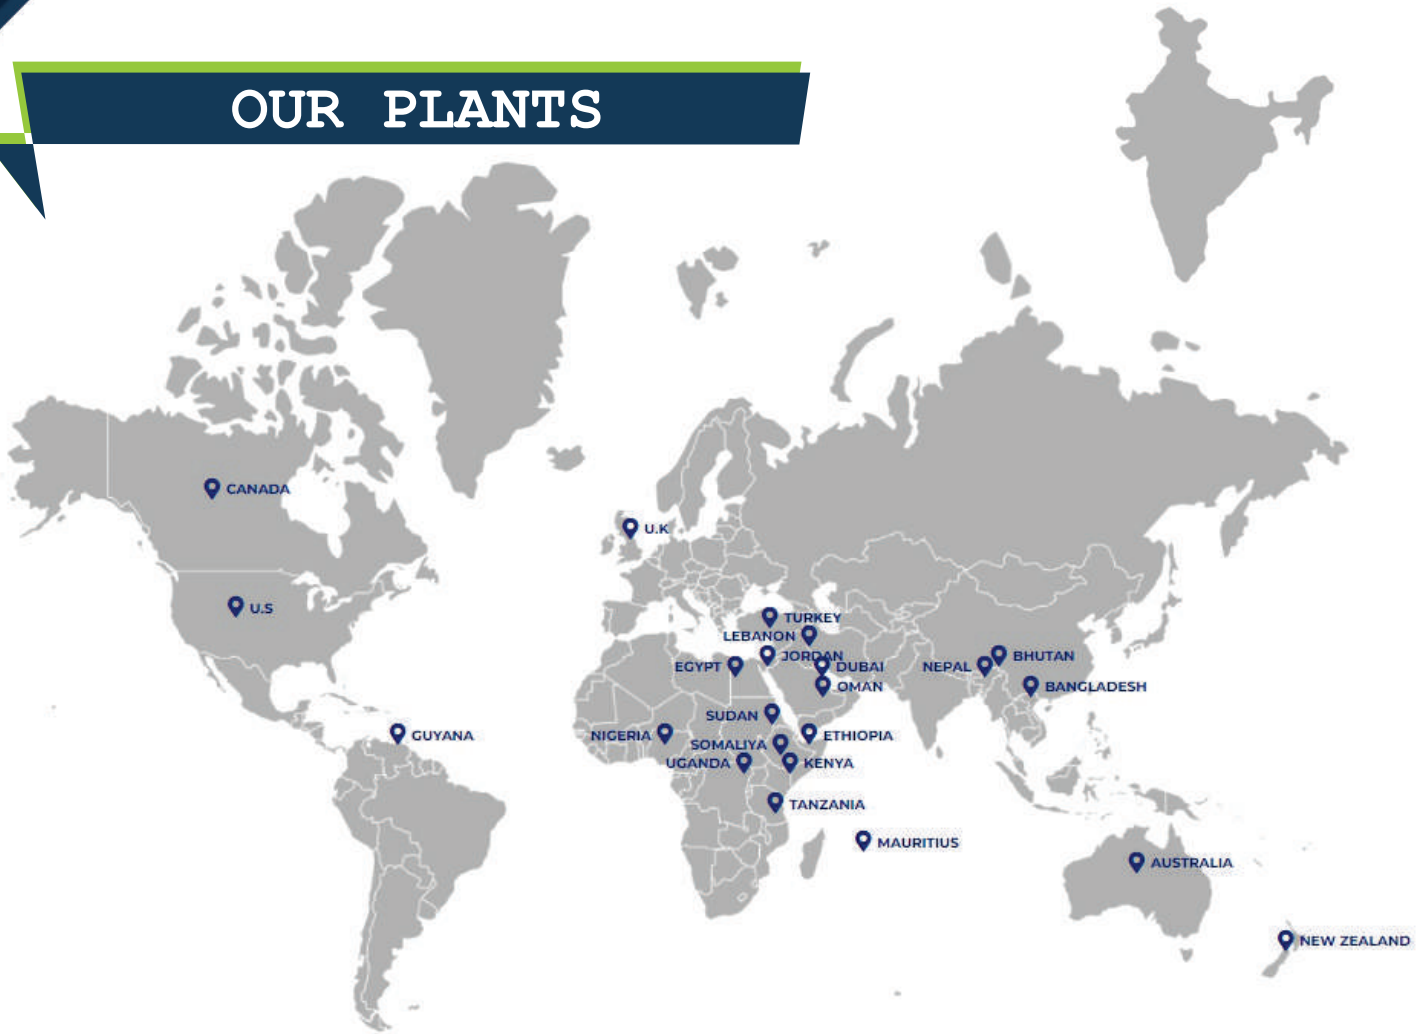 OUR PLANTS
CANADA
U.K
U.S
TURKEY
LEBANON
JORDAN
EGYPT
DUBAI
NEPAL
BHUTAN
OMAN
BANGLADESH
SUDAN
GUYANA
NIGERIA
ETHIOPIA
SOMALIYA
UGANDA
KENYA
TANZANIA
MAURITIUS
AUSTRALIA
NEW ZEALAND